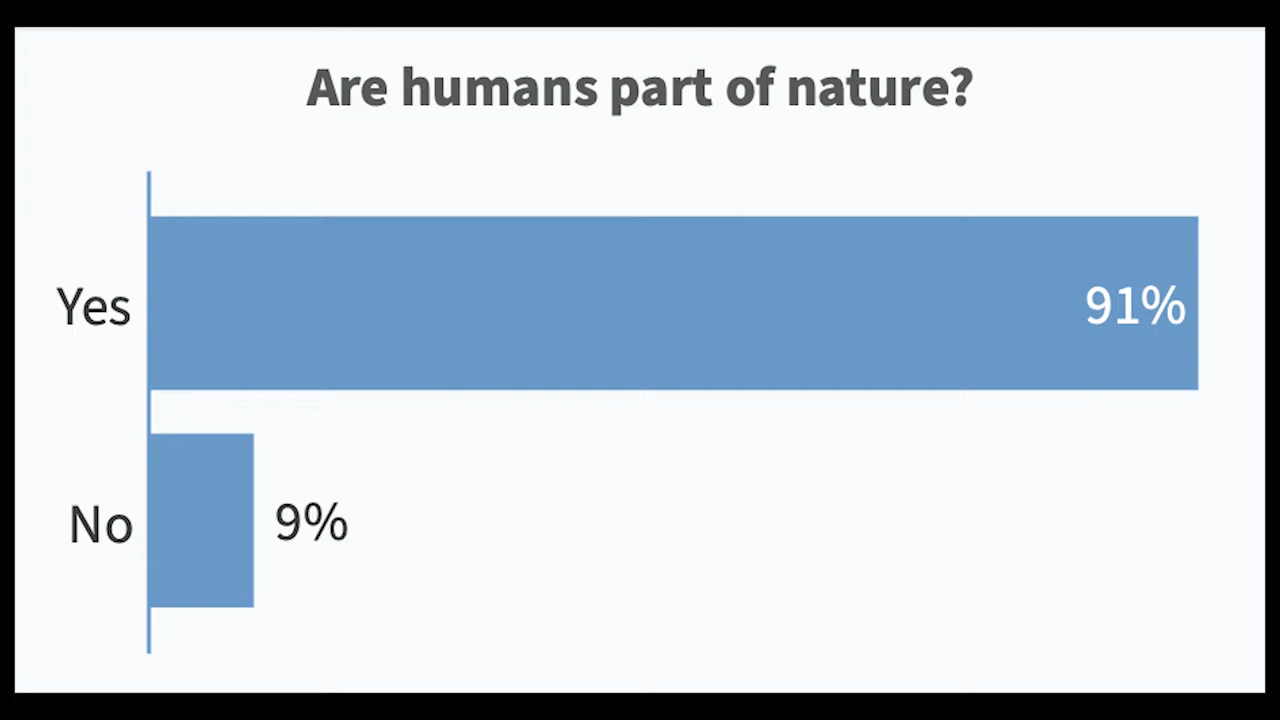 Are humans part of nature?
Yes 91%
No 9%